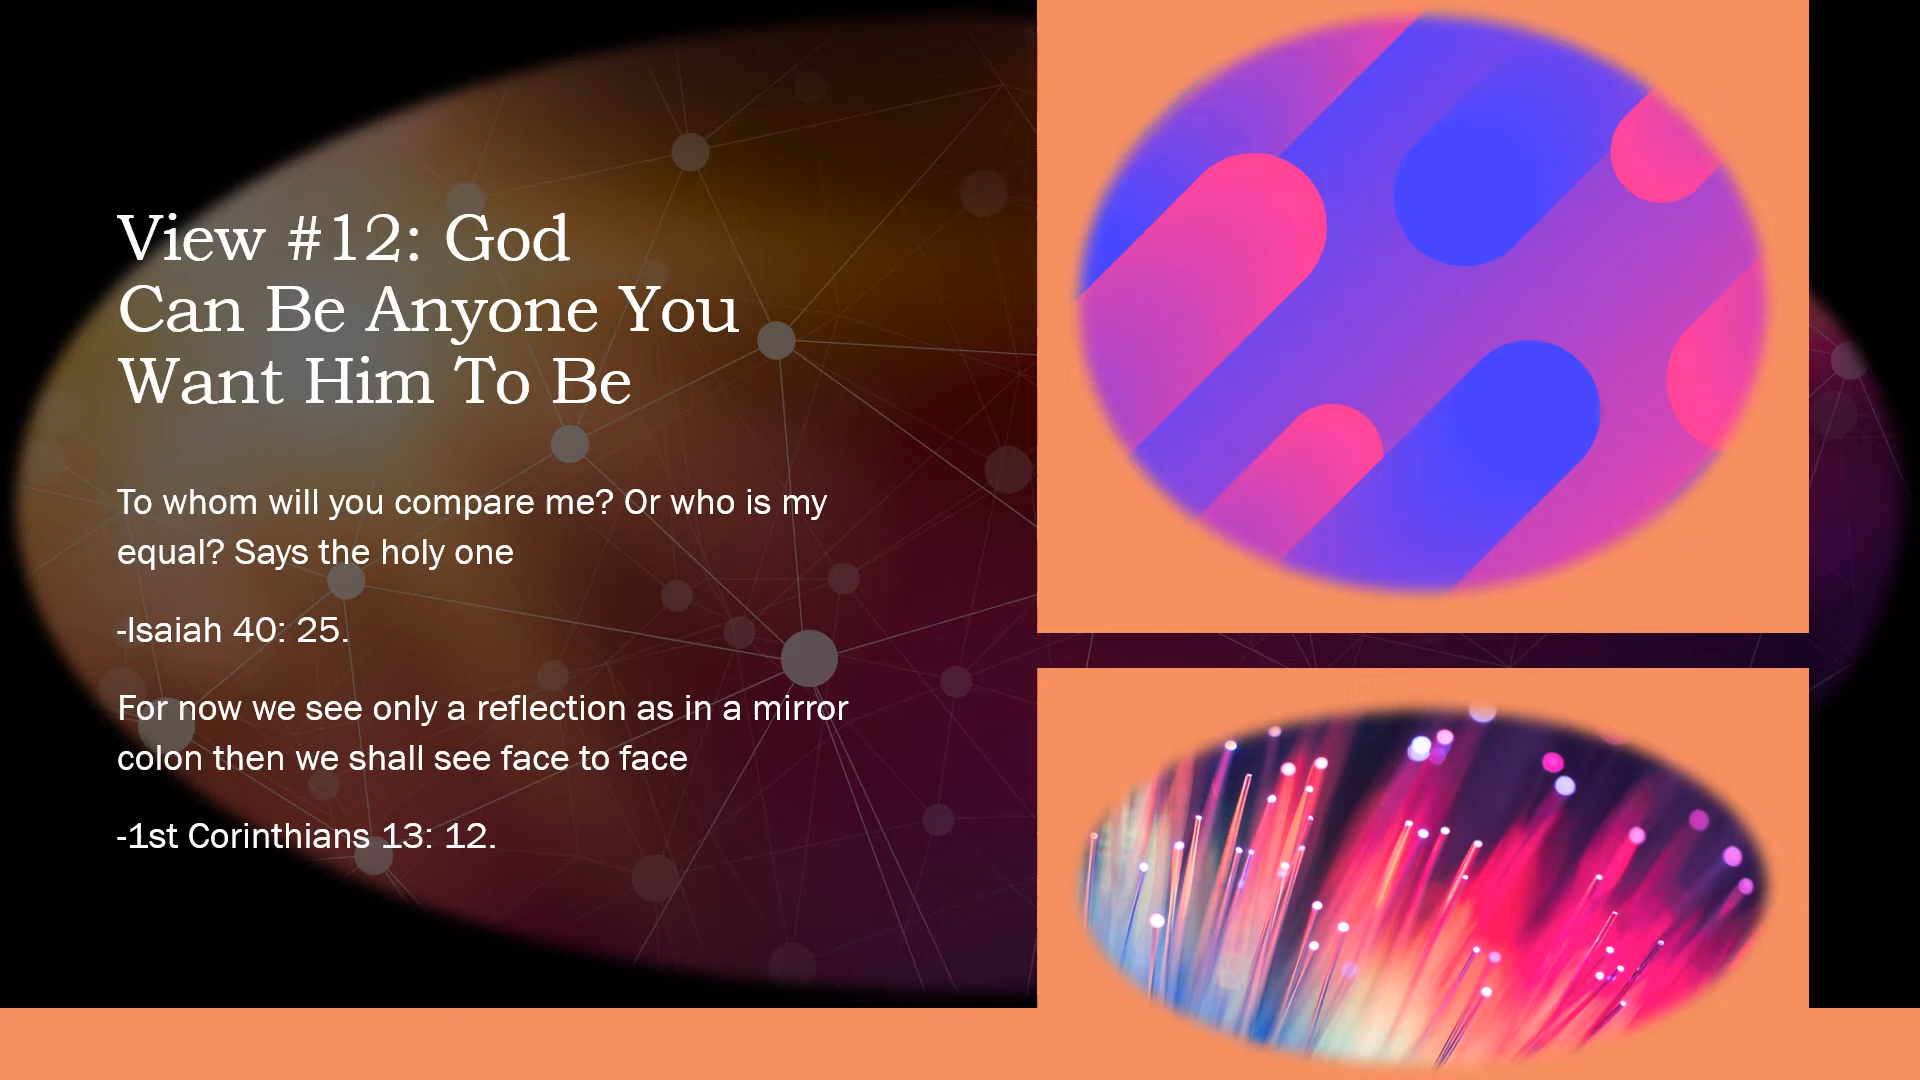 View #12: God
Can Be Anyone You
Want Him To Be
To whom will you compare me? Or who is my
equal? Says the holy one
-Isaiah 40: 25.
For now we see only a reflection as in a mirror
colon then we shall see face to face
-1st Corinthians 13: 12.